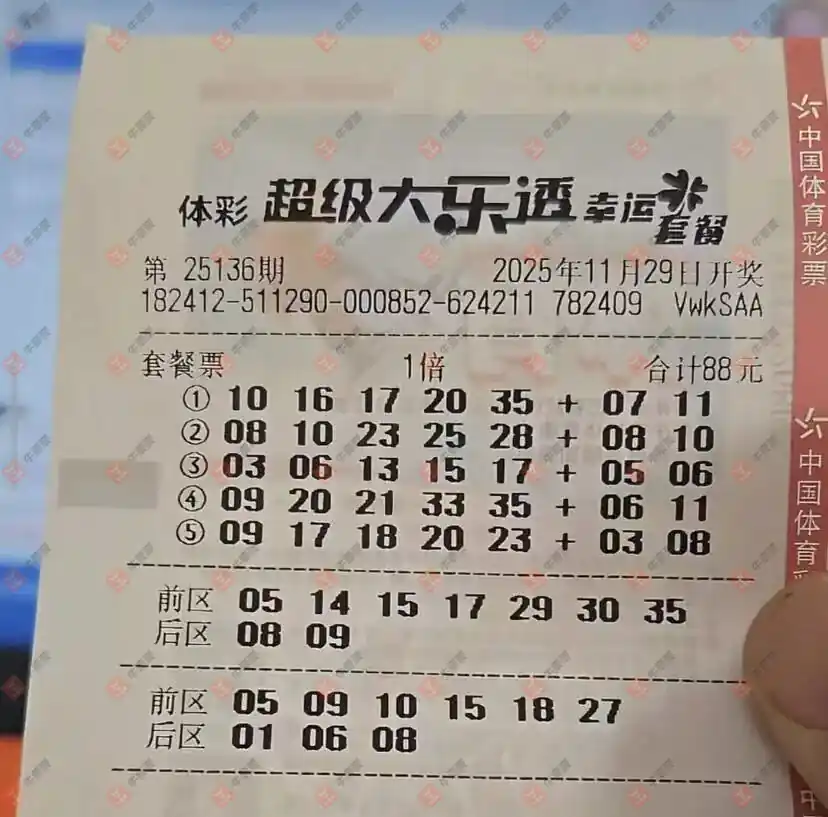 体彩 超级大乐透 幸运套餐
第 25136期 2025年11月29日开奖
182412-511290-000852-624211 782409 VwkSAA
套餐票 1倍 合计88元
① 10 16 17 20 35 + 07 11
② 08 10 23 25 28 + 08 10
③ 03 06 13 15 17 + 05 06
④ 09 20 21 33 35 + 06 11
⑤ 09 17 18 20 23 + 03 08
前区 05 14 15 17 29 30 35
后区 08 09
前区 05 09 10 15 18 27
后区 01 06 08
中国体育彩票
中国体育彩
中